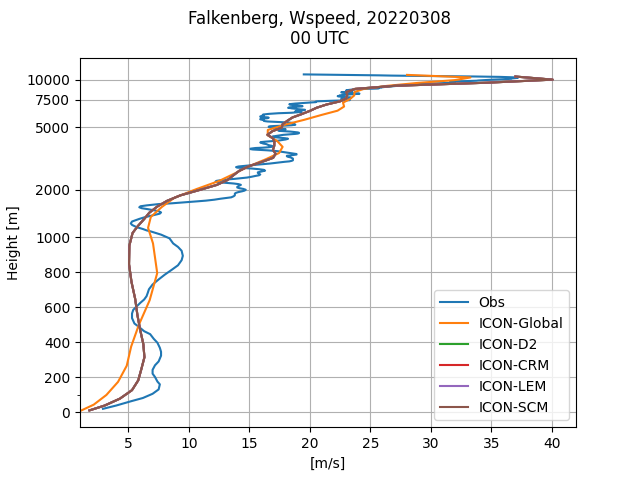 Falkenberg, Wspeed, 20220308
00 UTC
10000
7500
5000
2000
1000
800
600
400
200
0
Height [m]
5 10 15 20 25 30 35 40
[m/s]
Obs
ICON-Global
ICON-D2
ICON-CRM
ICON-LEM
ICON-SCM